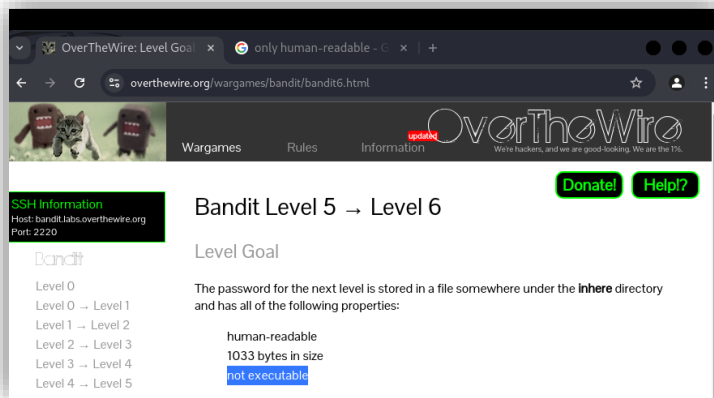 OverTheWire: Level Goal
only human-readable - G
overthewire.org/wargames/bandit/bandit6.html
Wargames
Rules
Information
updated
OverTheWire
We're hackers, and we are good-looking. We are the 1%.
Donate!
Help!?
SSH Information
Host: bandit.labs.overthewire.org
Port: 2220
Bandit
Level 0
Level 0 → Level 1
Level 1 → Level 2
Level 2 → Level 3
Level 3 → Level 4
Level 4 → Level 5
Bandit Level 5 → Level 6
Level Goal
The password for the next level is stored in a file somewhere under the inhere directory
and has all of the following properties:
human-readable
1033 bytes in size
not executable